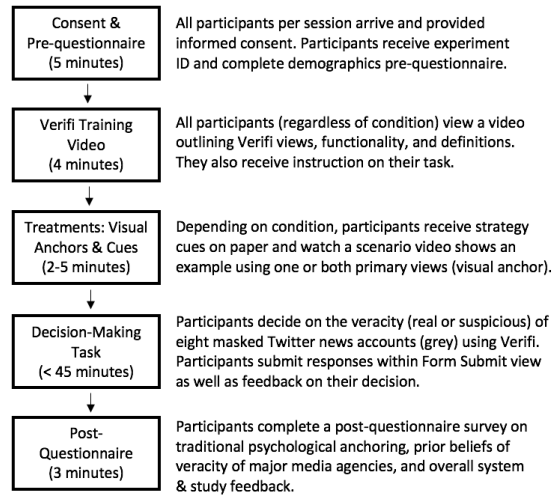 Consent &
Pre-questionnaire
(5 minutes)
All participants per session arrive and provided
informed consent. Participants receive experiment
ID and complete demographics pre-questionnaire.
Verifi Training
Video
(4 minutes)
All participants (regardless of condition) view a video
outlining Verifi views, functionality, and definitions.
They also receive instruction on their task.
Treatments: Visual
Anchors & Cues
(2-5 minutes)
Depending on condition, participants receive strategy
cues on paper and watch a scenario video shows an
example using one or both primary views (visual anchor).
Decision-Making
Task
(< 45 minutes)
Participants decide on the veracity (real or suspicious) of
eight masked Twitter news accounts (grey) using Verifi.
Participants submit responses within Form Submit view
as well as feedback on their decision.
Post-
Questionnaire
(3 minutes)
Participants complete a post-questionnaire survey on
traditional psychological anchoring, prior beliefs of
veracity of major media agencies, and overall system
& study feedback.